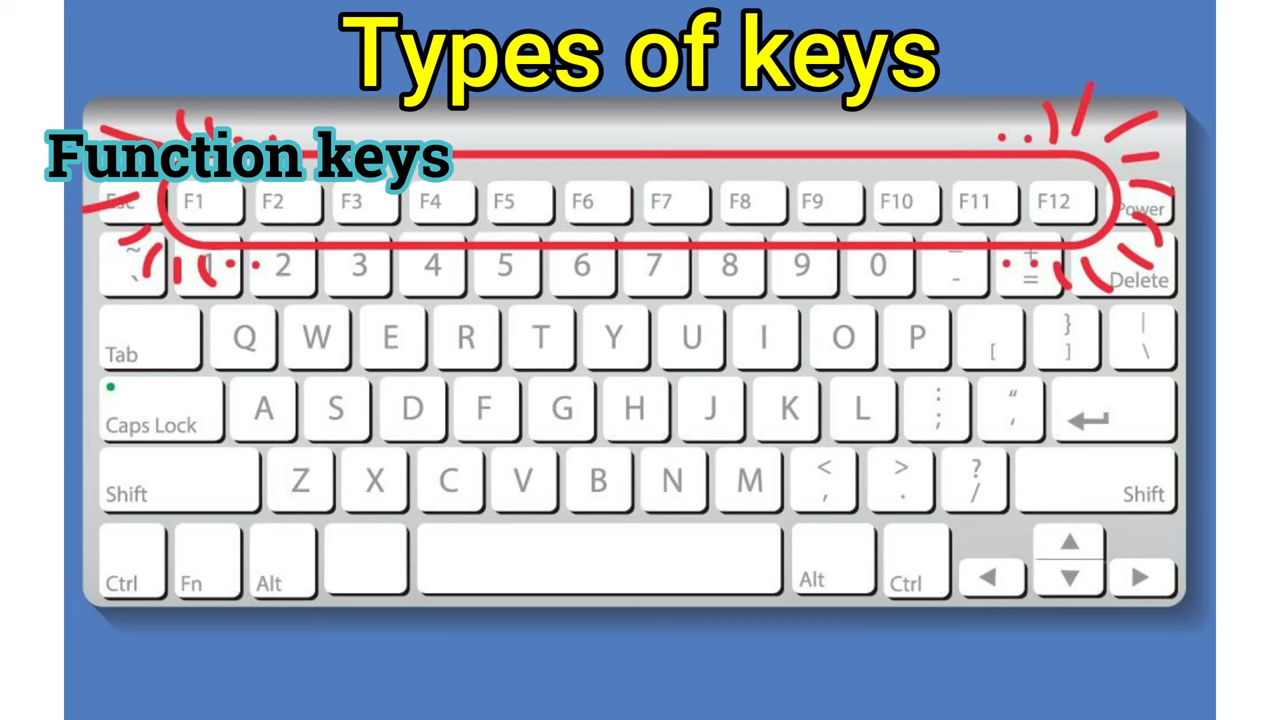 Types of keys
Function keys
Esc F1 F2 F3 F4 F5 F6 F7 F8 F9 F10 F11 F12 Power
~ ` 1 2 3 4 5 6 7 8 9 0 _ - + = Delete
Tab Q W E R T Y U I O P [ } ] | \
Caps Lock A S D F G H J K L : ; “ ‘
Shift Z X C V B N M < , > . ? / Shift
Ctrl Fn Alt Alt Ctrl